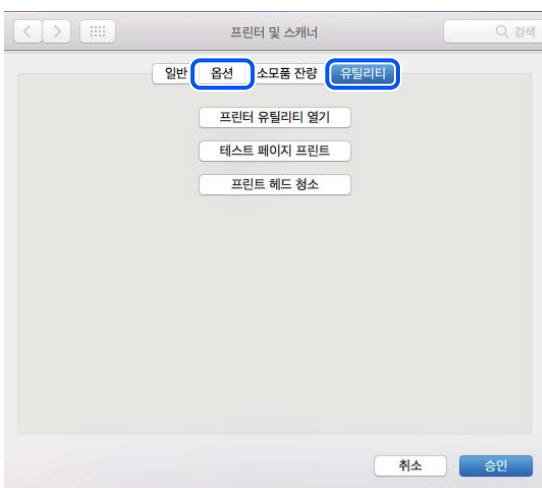 프린터 및 스캐너
검색
일반 옵션 소모품 잔량 유틸리티
프린터 유틸리티 열기
테스트 페이지 프린트
프린트 헤드 청소
취소 승인